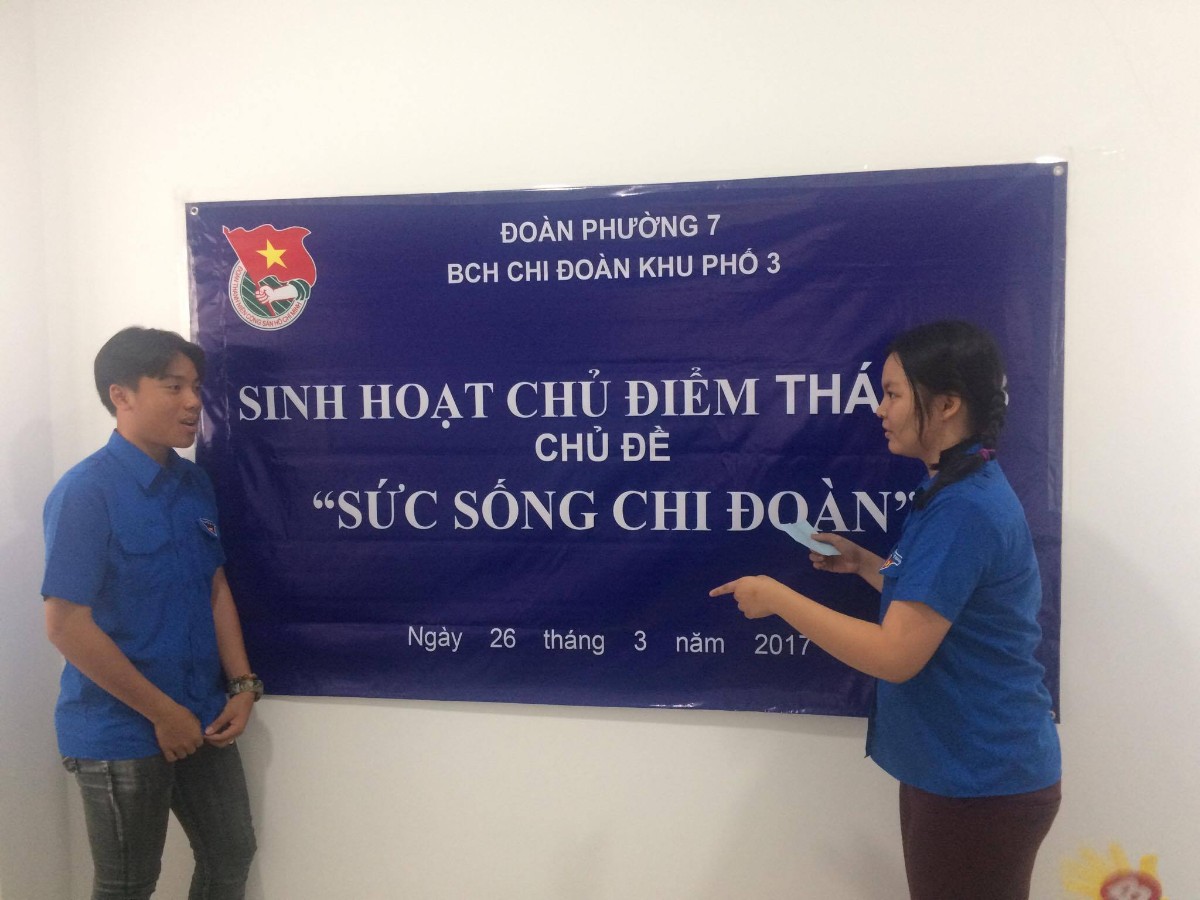 ĐOÀN PHƯỜNG 7
BCH CHI ĐOÀN KHU PHỐ 3
SINH HOẠT CHỦ ĐIỂM
CHỦ ĐỀ
“SỨC SỐNG CHI ĐOÀN”
Ngày 26 tháng 3 năm 2017